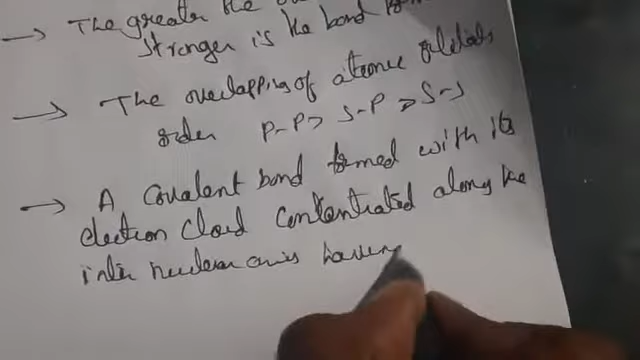 → The greater the
stronger is the bond
→ The overlapping of atomic orbitals
order P-P > S-P > S-S
→ A covalent bond formed with its
electron cloud concentrated along the
inter nuclear axis having